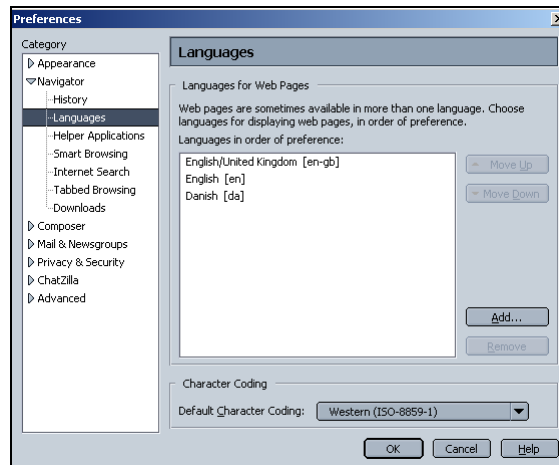 Preferences
Category
Appearance
Navigator
History
Languages
Helper Applications
Smart Browsing
Internet Search
Tabbed Browsing
Downloads
Composer
Mail & Newsgroups
Privacy & Security
ChatZilla
Advanced
Languages
Languages for Web Pages
Web pages are sometimes available in more than one language. Choose
languages for displaying web pages, in order of preference.
Languages in order of preference:
English/United Kingdom [en-gb]
English [en]
Danish [da]
Move Up
Move Down
Add...
Remove
Character Coding
Default Character Coding:
Western (ISO-8859-1)
OK
Cancel
Help